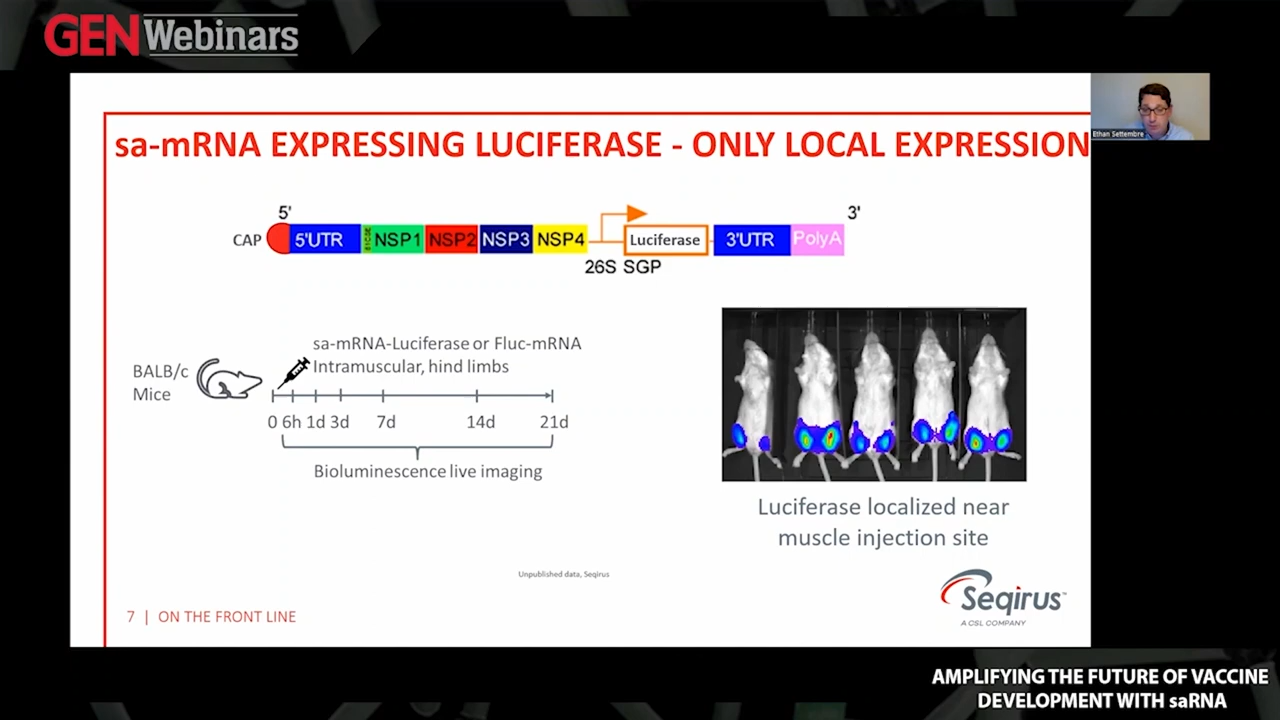 GEN Webinars
Ethan Settembre
sa-mRNA EXPRESSING LUCIFERASE - ONLY LOCAL EXPRESSION
5'
3'
CAP
5'UTR
NSP1
NSP2
NSP3
NSP4
Luciferase
3'UTR
PolyA
26S SGP
sa-mRNA-Luciferase or Fluc-mRNA
Intramuscular, hind limbs
BALB/c
Mice
0 6h 1d 3d 7d 14d 21d
Bioluminescence live imaging
Luciferase localized near
muscle injection site
Unpublished data, Seqirus
7 | ON THE FRONT LINE
Seqirus™
A CSL COMPANY
AMPLIFYING THE FUTURE OF VACCINE
DEVELOPMENT WITH saRNA